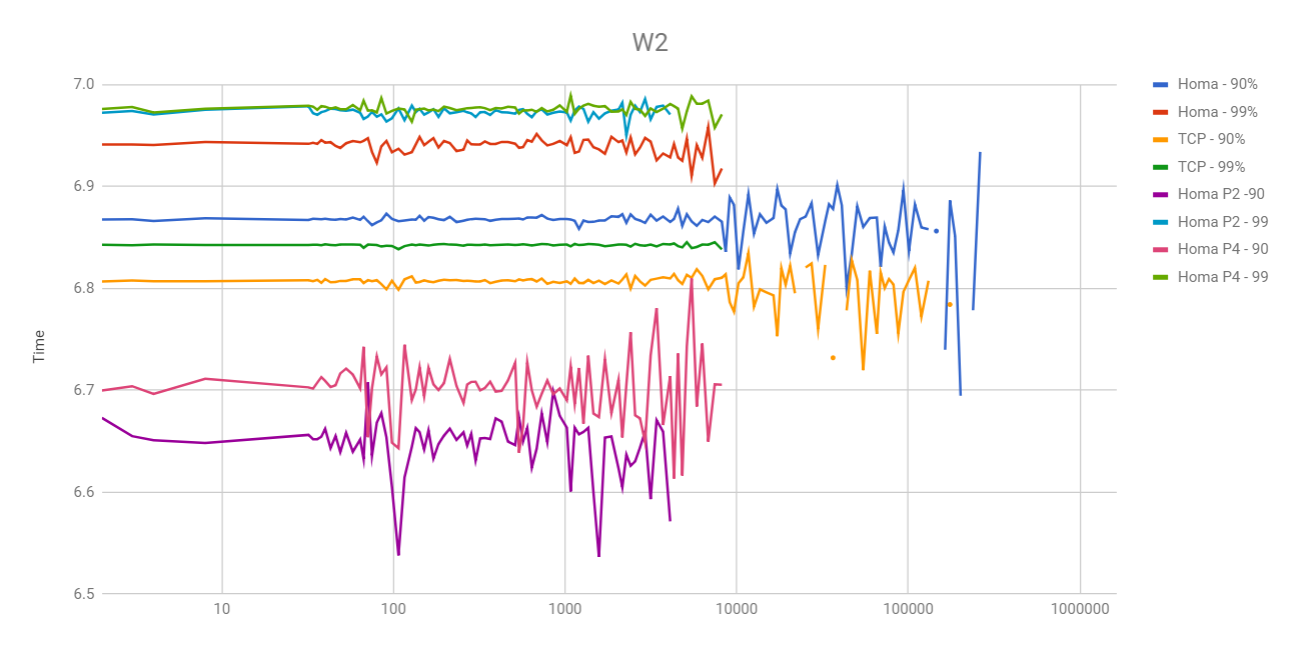 W2
7.0
6.9
6.8
6.7
6.6
6.5
Time
10 100 1000 10000 100000 1000000
Homa - 90%
Homa - 99%
TCP - 90%
TCP - 99%
Homa P2 -90
Homa P2 - 99
Homa P4 - 90
Homa P4 - 99